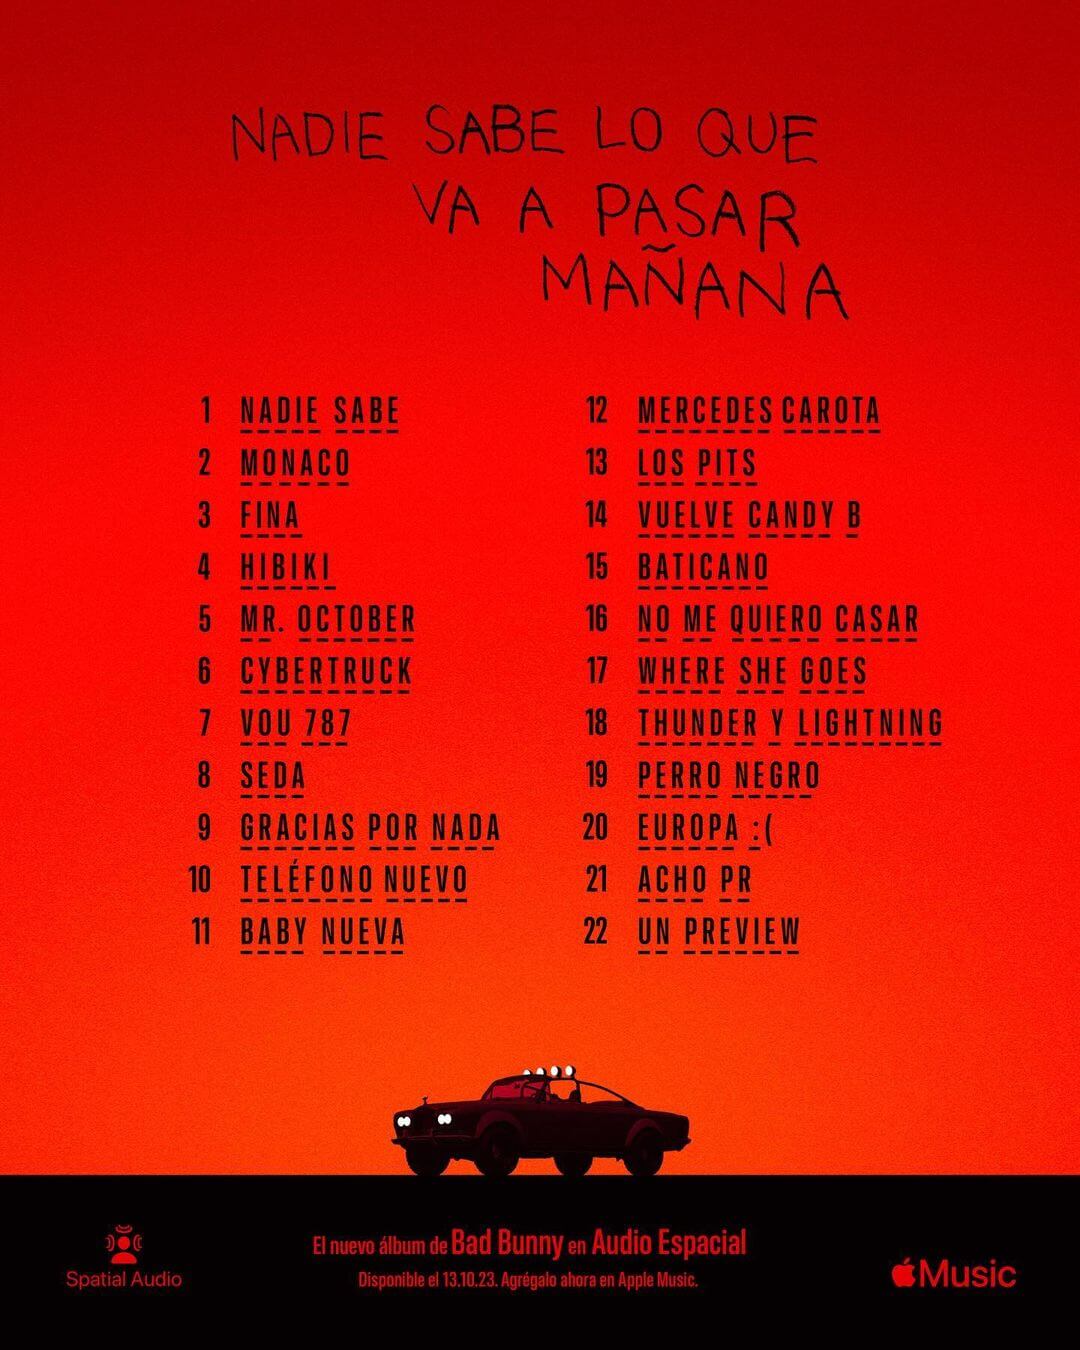 NADIE SABE LO QUE
VA A PASAR
MAÑANA
1 NADIE SABE
2 MONACO
3 FINA
4 HIBIKI
5 MR. OCTOBER
6 CYBERTRUCK
7 VOU 787
8 SEDA
9 GRACIAS POR NADA
10 TELÉFONO NUEVO
11 BABY NUEVA
12 MERCEDES CAROTA
13 LOS PITS
14 VUELVE CANDY B
15 BATICANO
16 NO ME QUIERO CASAR
17 WHERE SHE GOES
18 THUNDER Y LIGHTNING
19 PERRO NEGRO
20 EUROPA :(
21 ACHO PR
22 UN PREVIEW
Spatial Audio
El nuevo álbum de Bad Bunny en Audio Espacial
Disponible el 13.10.23. Agrégalo ahora en Apple Music.
Music